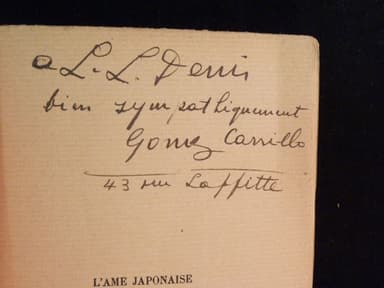 a L. L. Denis
bien sympathiquement
Gomez Carrillo
43 rue Laffitte
L'AME JAPONAISE